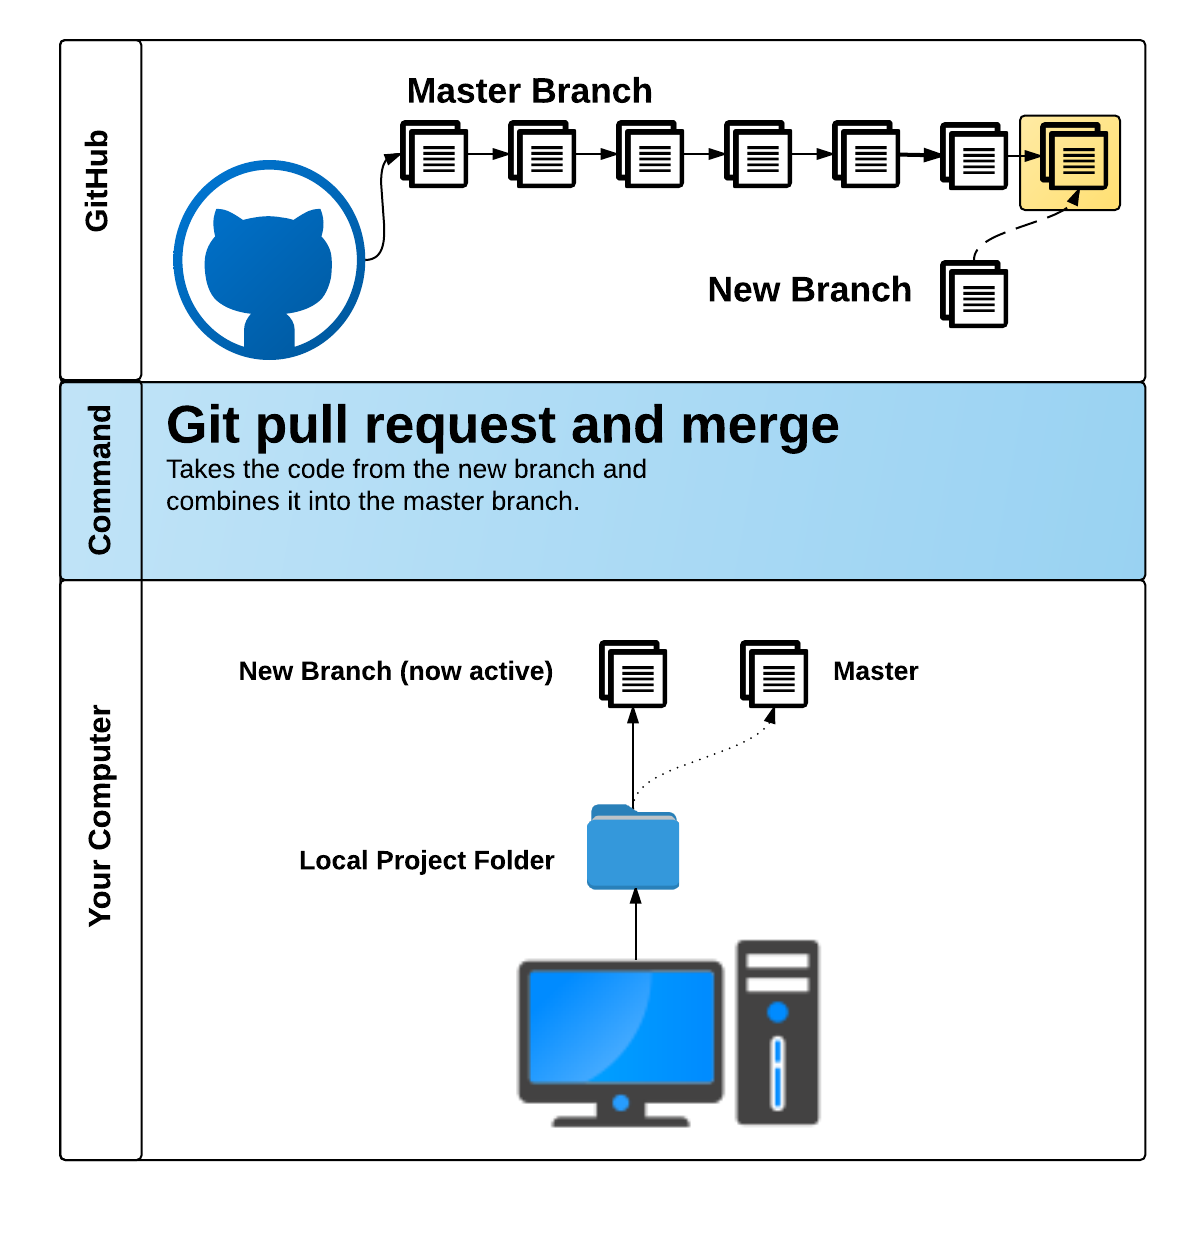 GitHub
Master Branch
New Branch
Command
Git pull request and merge
Takes the code from the new branch and
combines it into the master branch.
Your Computer
New Branch (now active)
Master
Local Project Folder